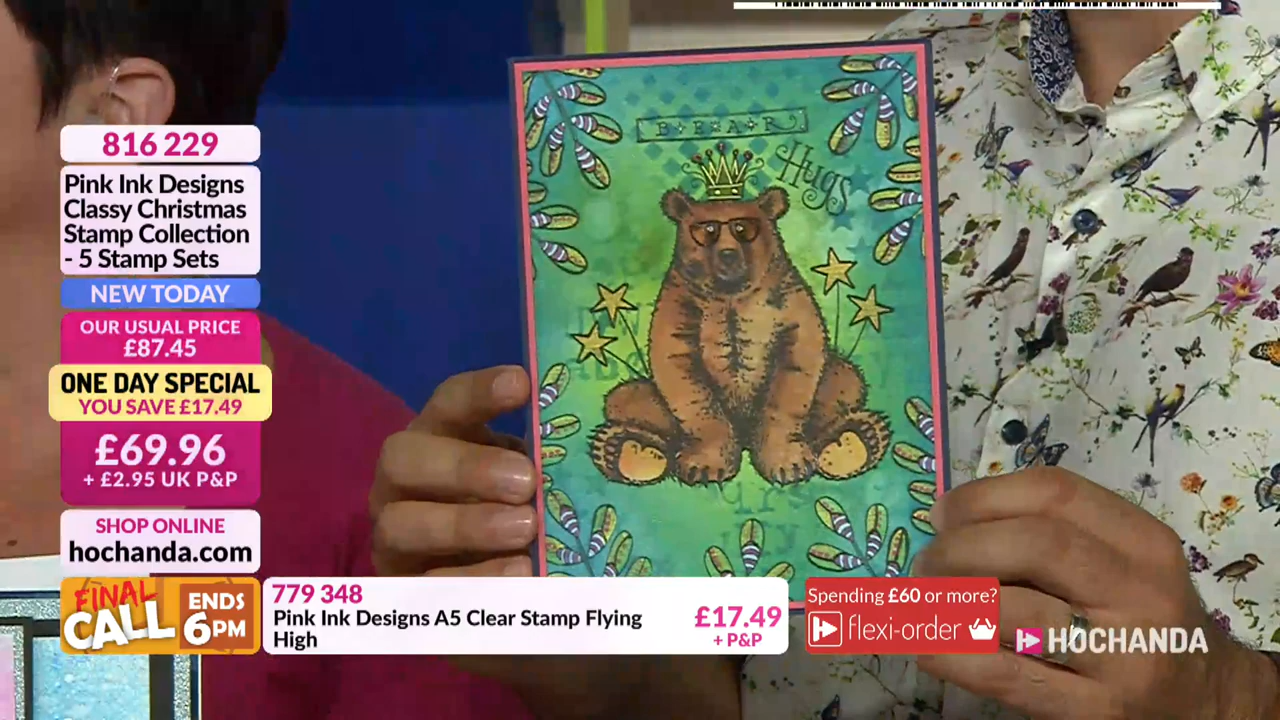 816 229
Pink Ink Designs
Classy Christmas
Stamp Collection
- 5 Stamp Sets
NEW TODAY
OUR USUAL PRICE
£87.45
ONE DAY SPECIAL
YOU SAVE £17.49
£69.96
+ £2.95 UK P&P
SHOP ONLINE
hochanda.com
FINAL
CALL
ENDS
6PM
779 348
Pink Ink Designs A5 Clear Stamp Flying
High
£17.49
+ P&P
Spending £60 or more?
flexi-order
HOCHANDA
B★E★A★R
Hugs